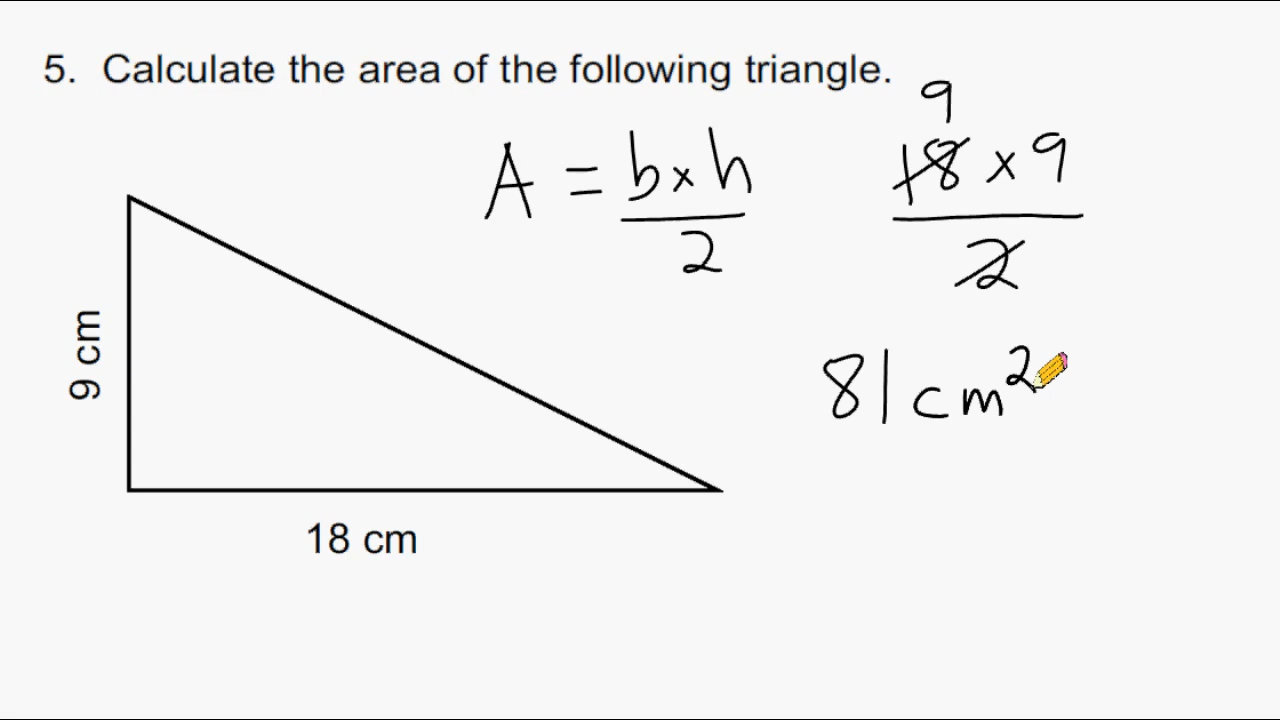 5. Calculate the area of the following triangle.
A = b x h
2
9
18 x 9
2
9 cm
81 cm²
18 cm